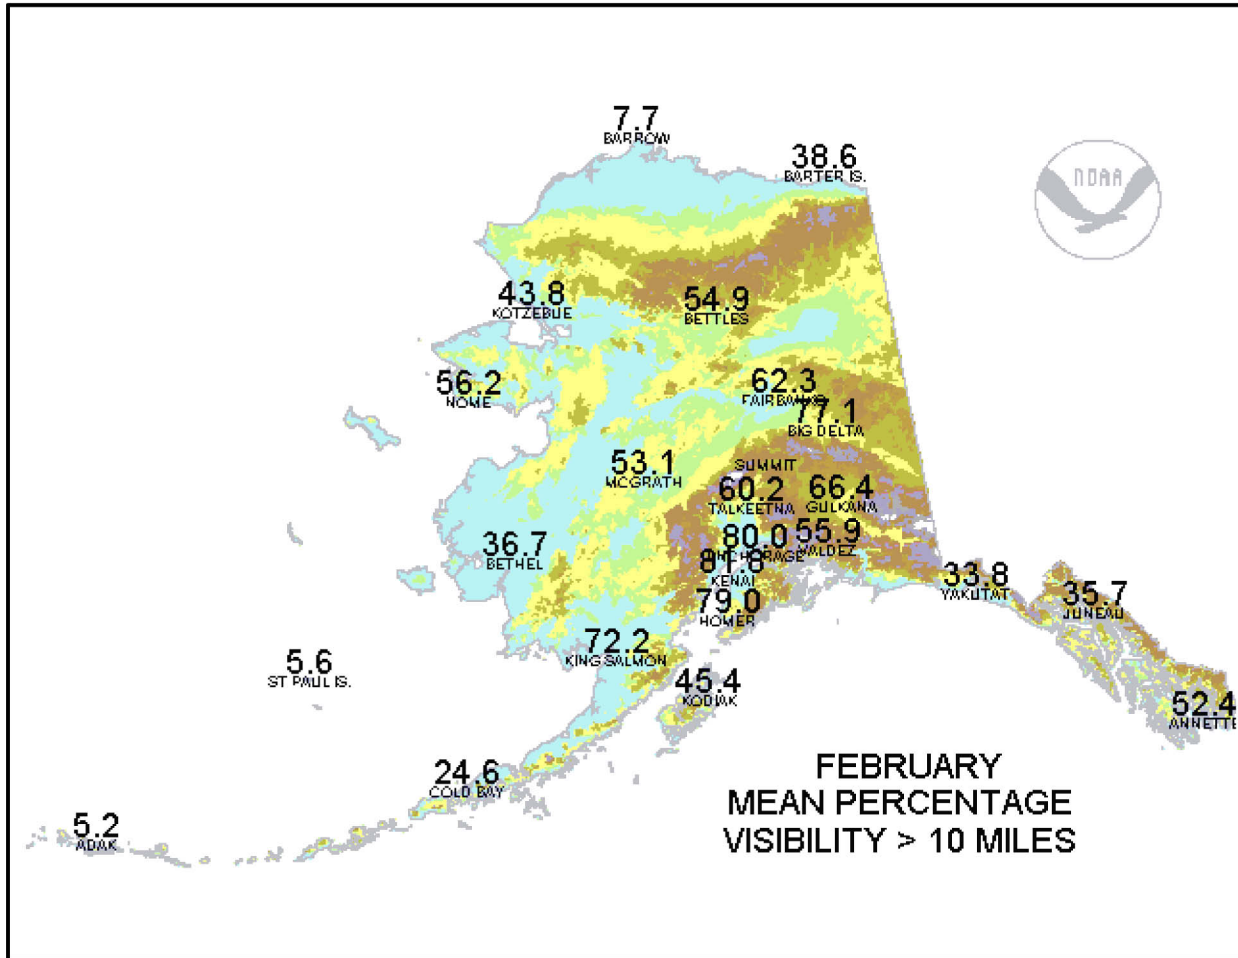 7.7
BARROW
38.6
BARTER IS.
NOAA
43.8
KOTZEBUE
54.9
BETTLES
56.2
NOME
62.3
FAIRBANKS
77.1
BIG DELTA
53.1
MCGRATH
SUMMIT
60.2
TALKEETNA
66.4
GULKANA
36.7
BETHEL
80.0
ANCHORAGE
55.9
VALDEZ
81.8
KENAI
33.8
YAKUTAT
35.7
JUNEAU
79.0
HOMER
72.2
KING SALMON
5.6
ST PAUL IS.
45.4
KODIAK
52.4
ANNETTE
24.6
COLD BAY
5.2
ADAK
FEBRUARY
MEAN PERCENTAGE
VISIBILITY > 10 MILES